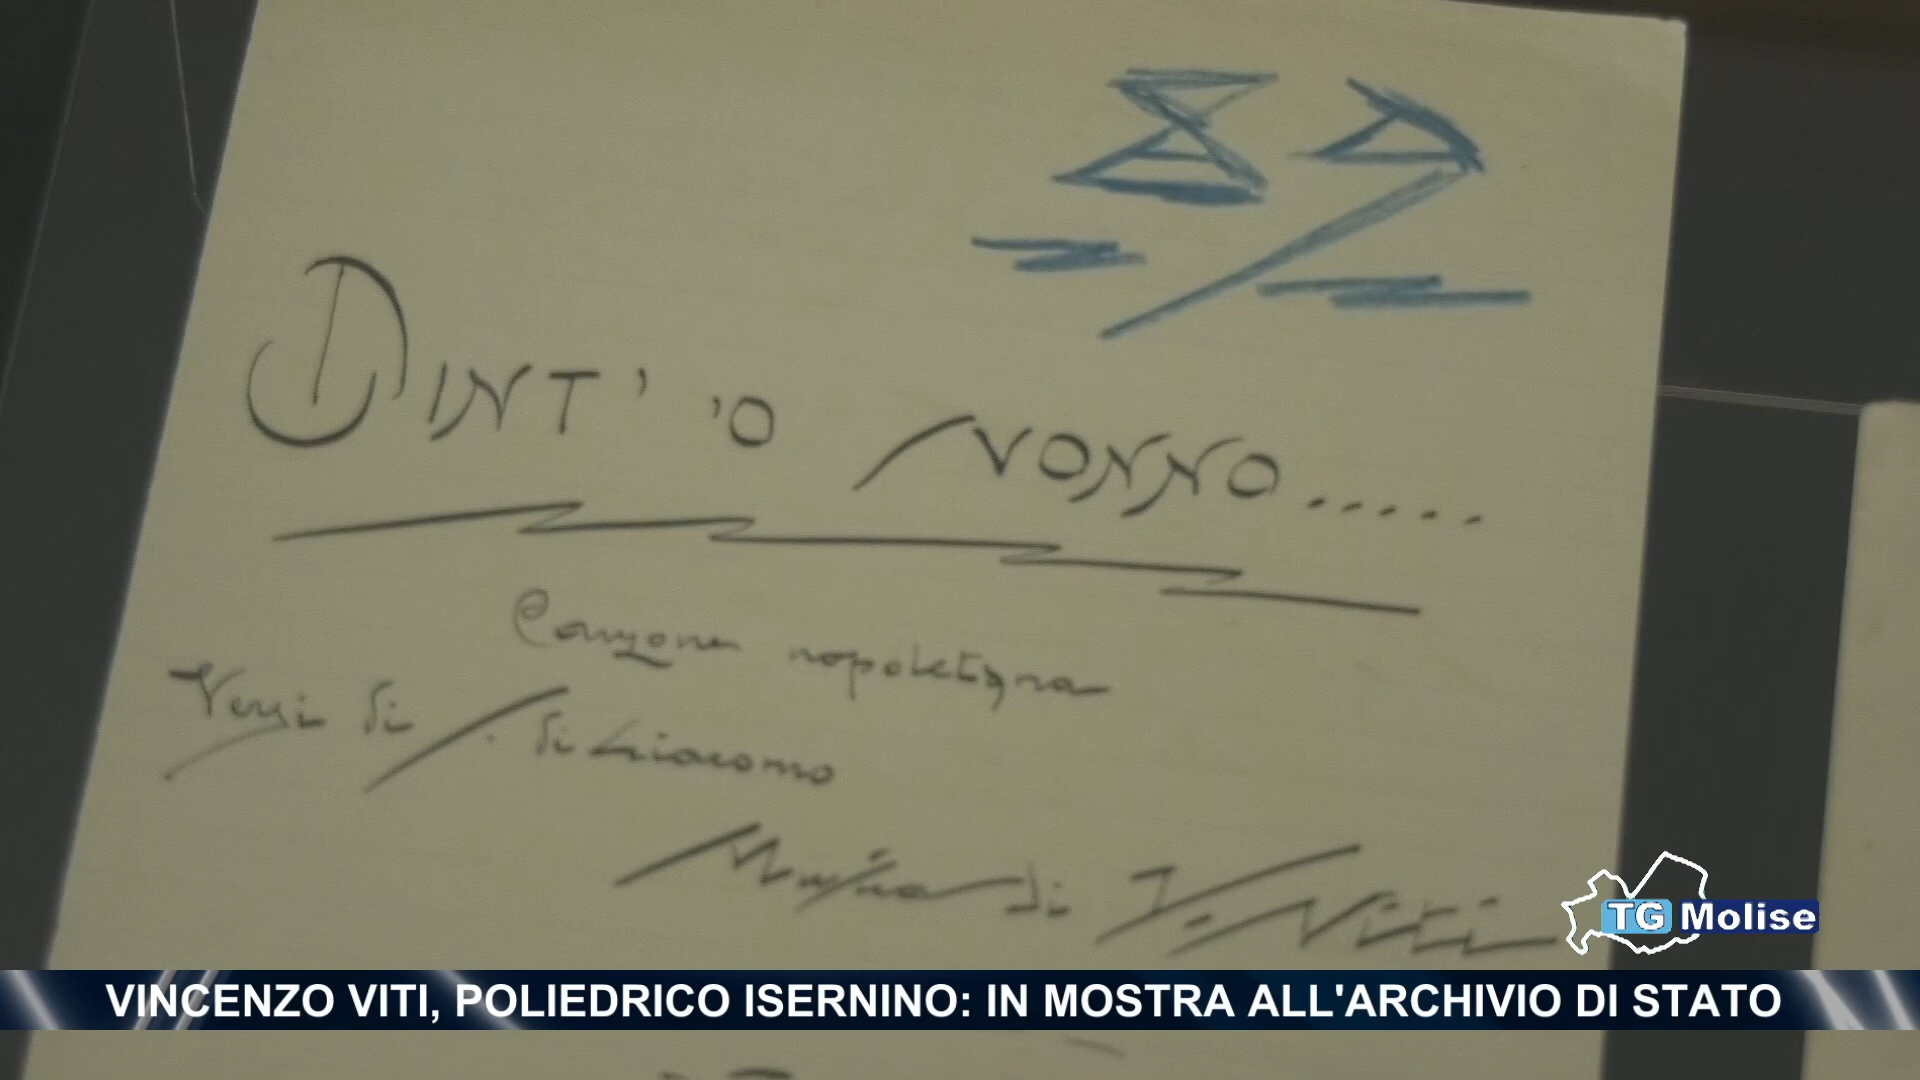 87
DINT' 'O NONNO.....
Canzone napoletana
Versi di S. di Giacomo
Musica di V. Viti
TG Molise
VINCENZO VITI, POLIEDRICO ISERNINO: IN MOSTRA ALL'ARCHIVIO DI STATO